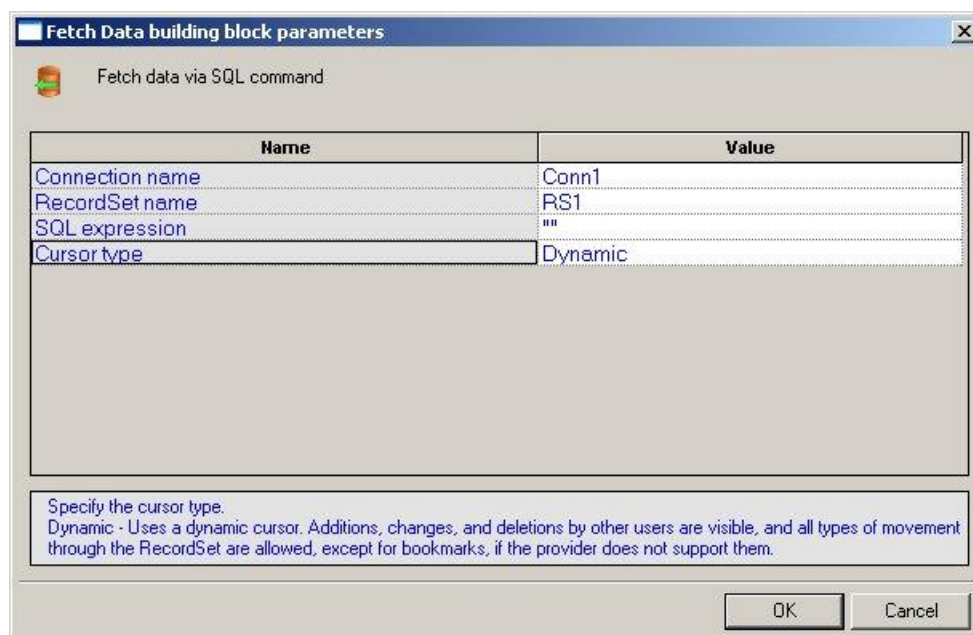 Fetch Data building block parameters
Fetch data via SQL command
Name Value
Connection name Conn1
RecordSet name RS1
SQL expression ""
Cursor type Dynamic
Specify the cursor type.
Dynamic - Uses a dynamic cursor. Additions, changes, and deletions by other users are visible, and all types of movement
through the RecordSet are allowed, except for bookmarks, if the provider does not support them.
OK Cancel